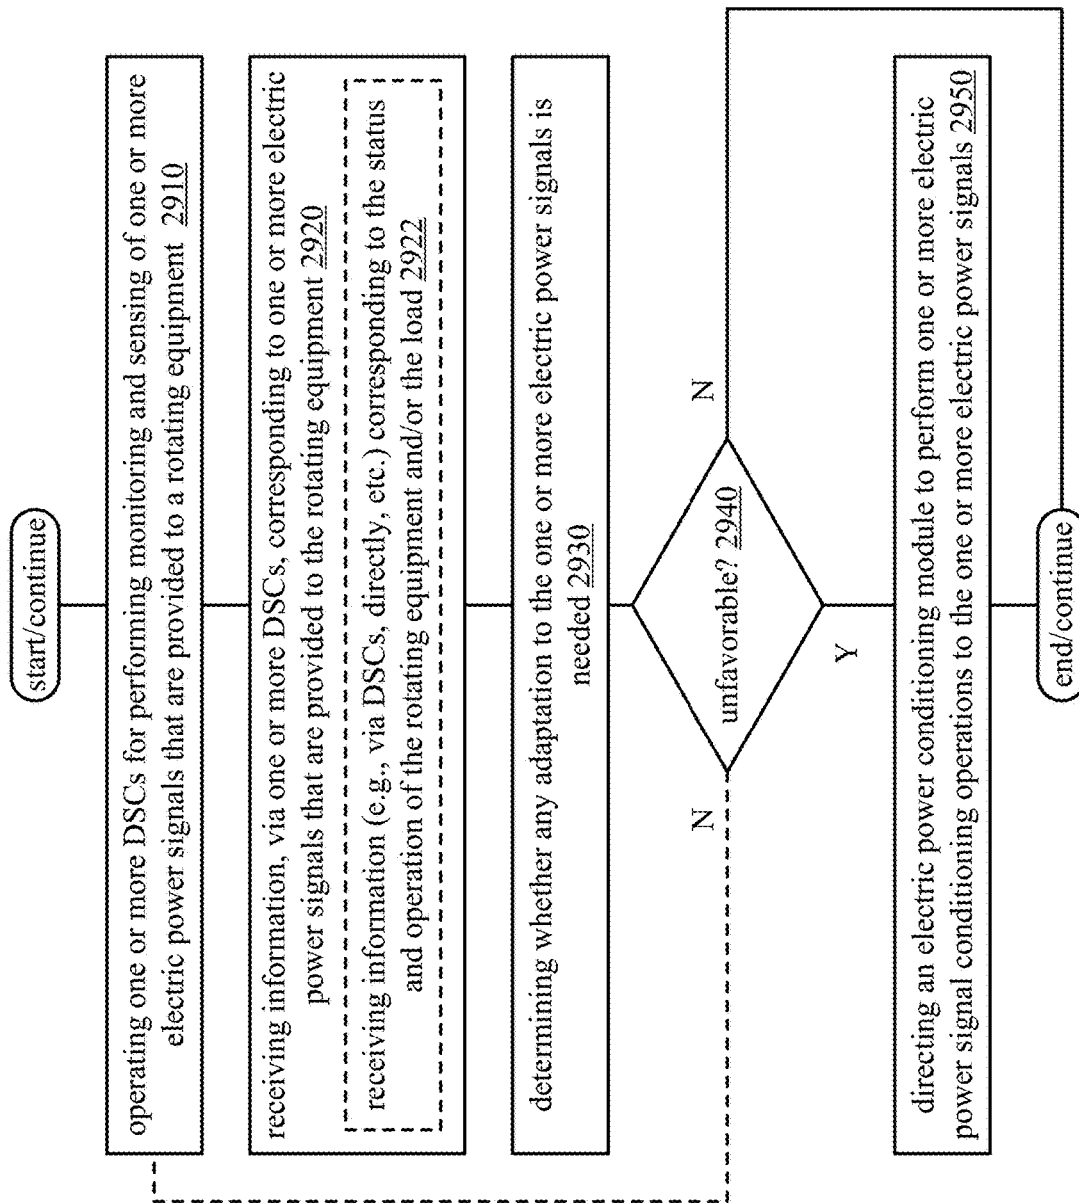 start/continue
operating one or more DSCs for performing monitoring and sensing of one or more
electric power signals that are provided to a rotating equipment 2910
receiving information, via one or more DSCs, corresponding to one or more electric
power signals that are provided to the rotating equipment 2920
receiving information (e.g., via DSCs, directly, etc.) corresponding to the status
and operation of the rotating equipment and/or the load 2922
determining whether any adaptation to the one or more electric power signals is
needed 2930
unfavorable? 2940
N
N
Y
directing an electric power conditioning module to perform one or more electric
power signal conditioning operations to the one or more electric power signals 2950
end/continue